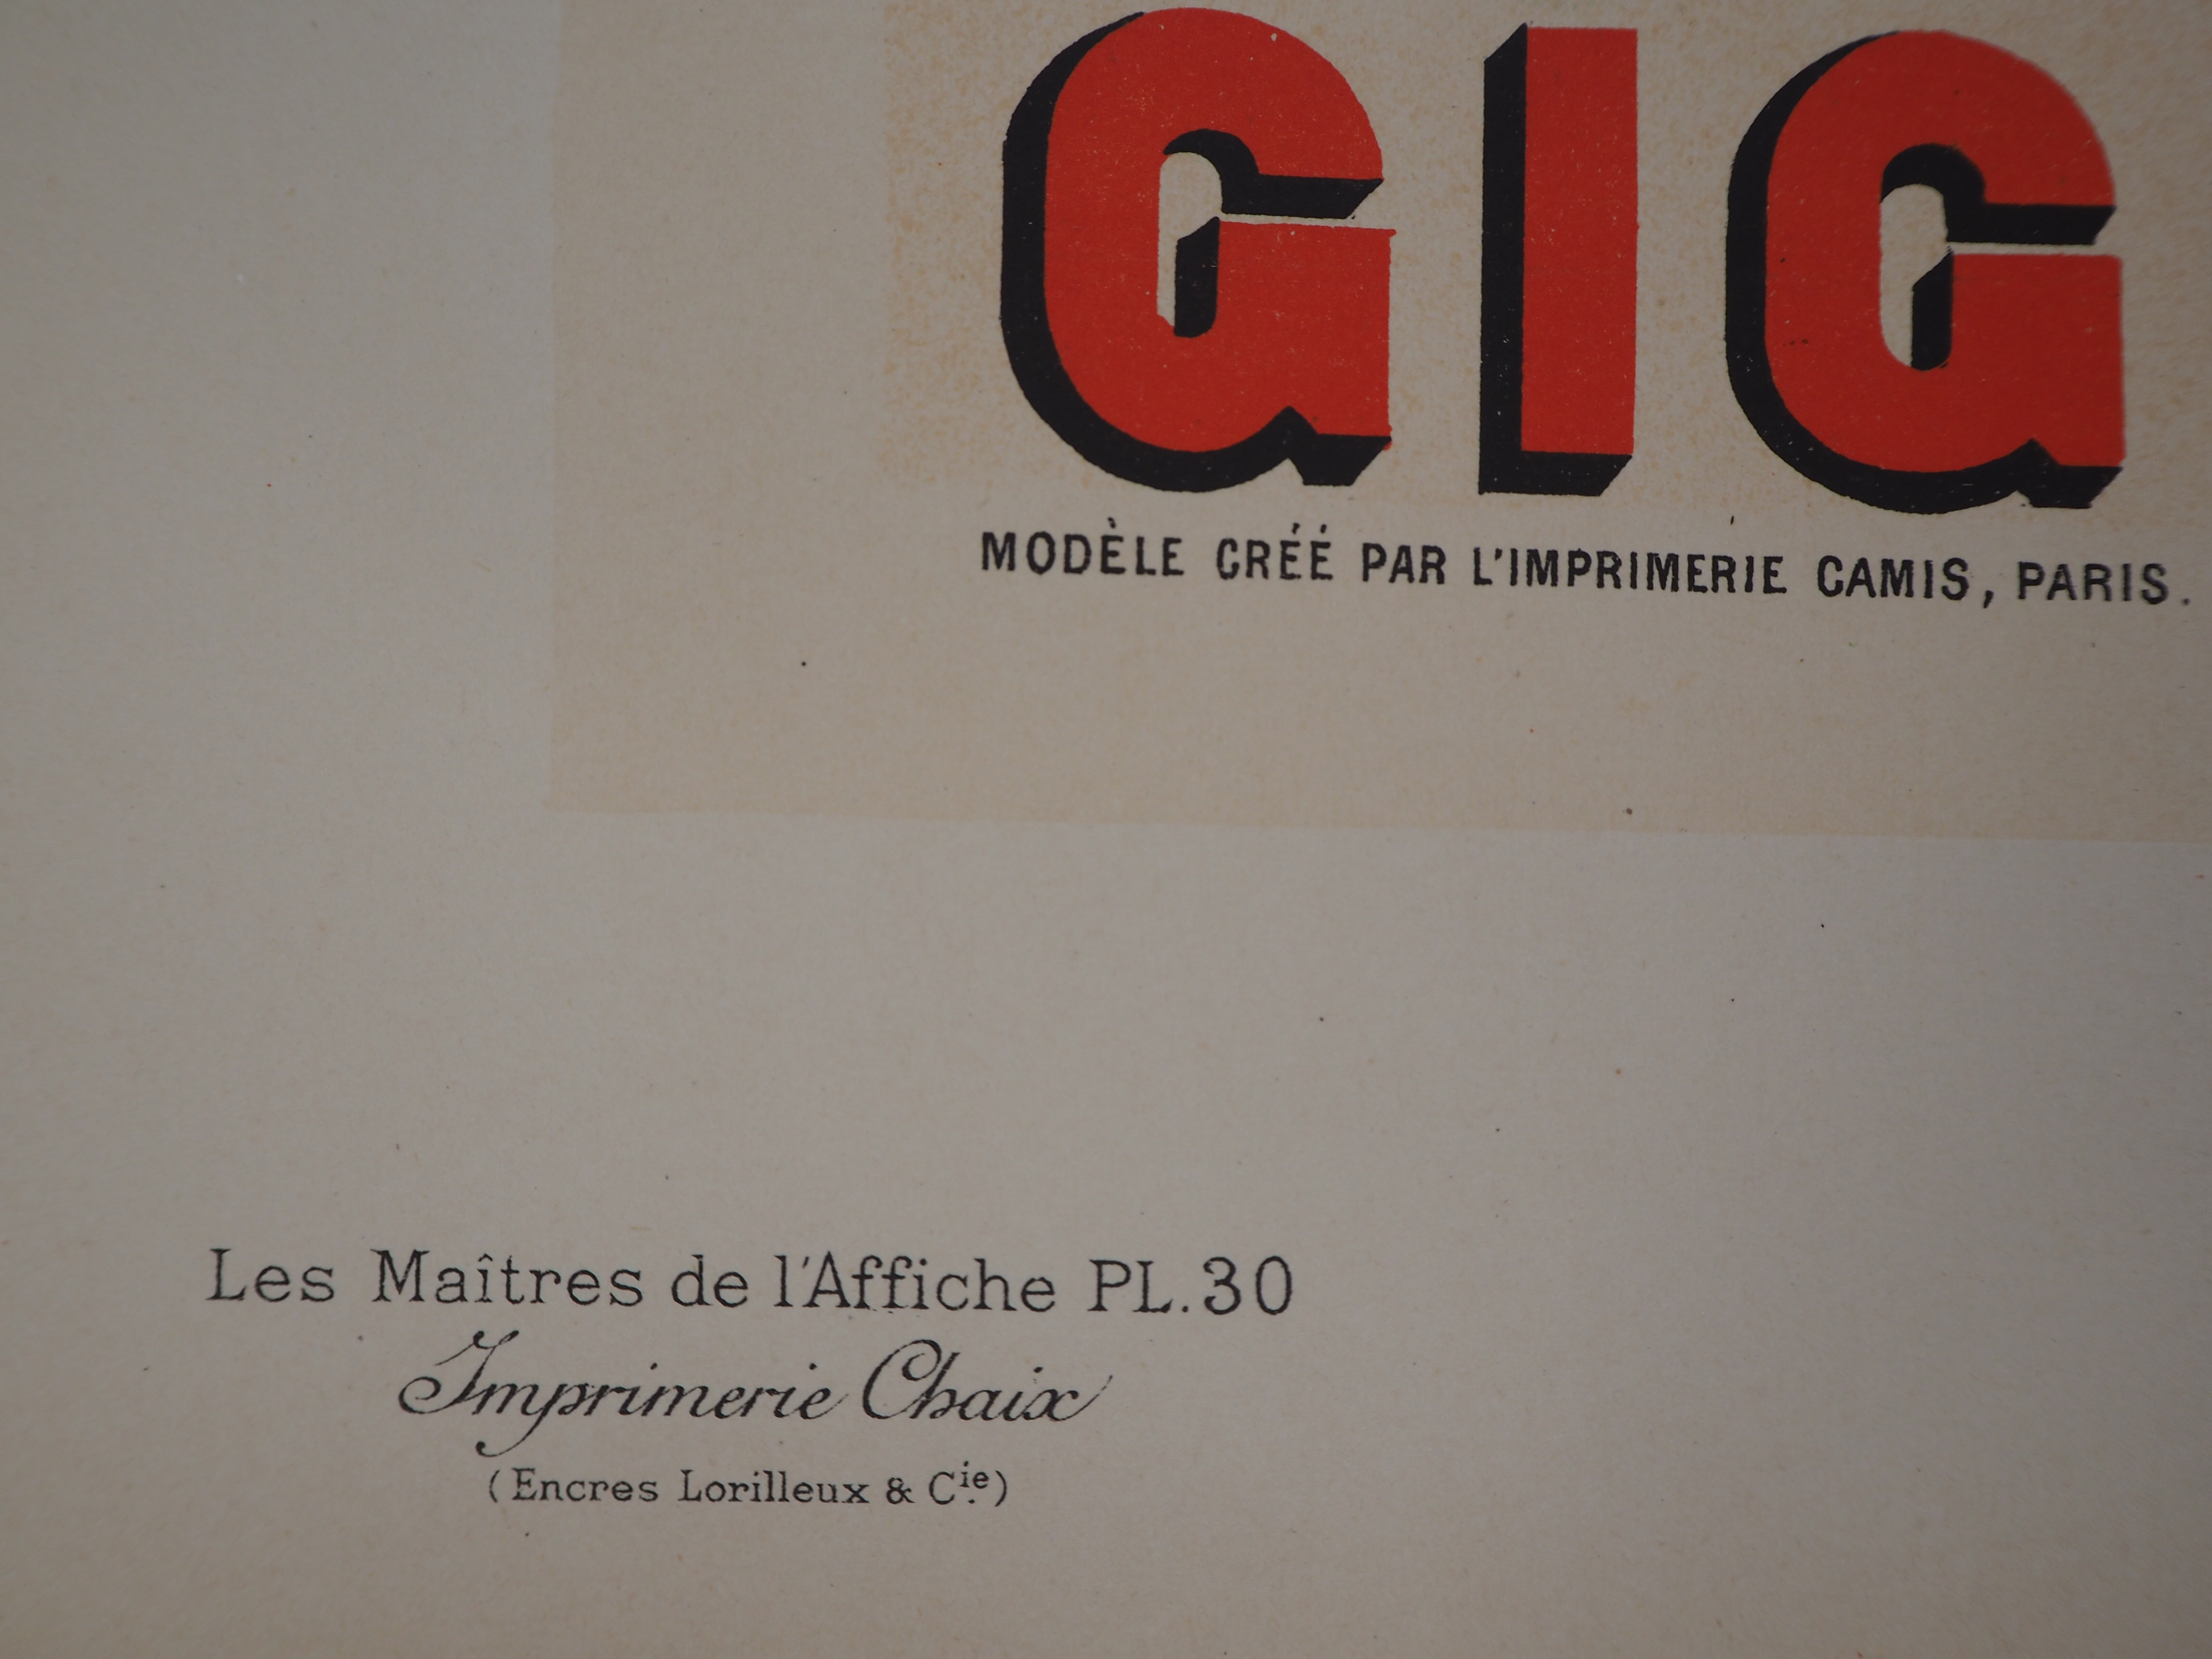 GIG
MODÈLE CRÉÉ PAR L'IMPRIMERIE CAMIS, PARIS.
Les Maîtres de l'Affiche PL.30
Imprimerie Chaix
(Encres Lorilleux & Cie)